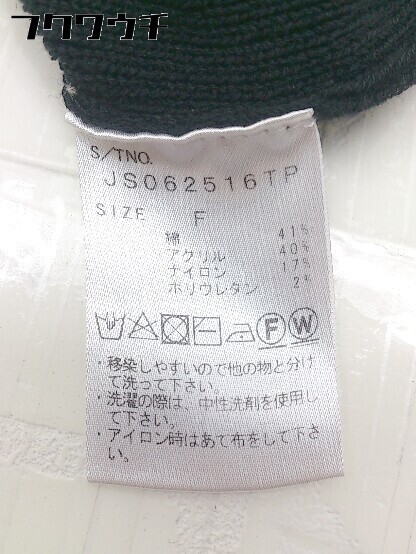 フクワウチ
S/TNO.
JS062516TP
SIZE F
綿 41%
アクリル 40%
ナイロン 17%
ポリウレタン 2%
F W
・移染しやすいので他の物と分け
て洗って下さい。
・洗濯の際は、中性洗剤を使用し
て下さい。
・アイロン時はあて布をして下さ
い。